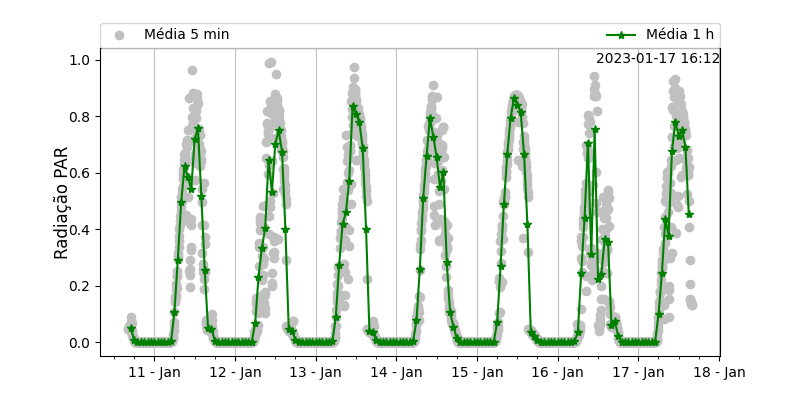 Média 5 min
Média 1 h
2023-01-17 16:12
1.0
0.8
0.6
0.4
0.2
0.0
Radiação PAR
11 - Jan
12 - Jan
13 - Jan
14 - Jan
15 - Jan
16 - Jan
17 - Jan
18 - Jan